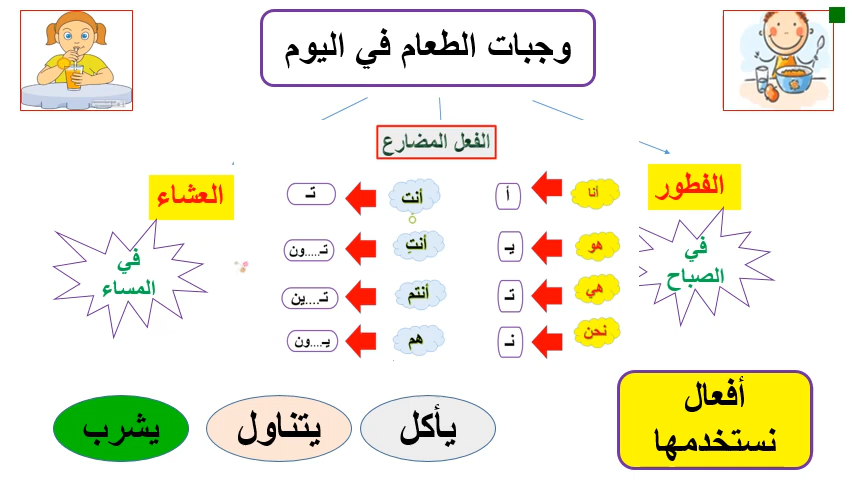 وجبات الطعام في اليوم
الفعل المضارع
الفطور
في
الصباح
العشاء
في
المساء
أنا
أ
أنت
تـ
هو
يـ
أنتِ
تـ.....ون
هي
تـ
أنتم
تـ....ين
نحن
نـ
هم
يـ....ون
أفعال
نستخدمها
يأكل
يتناول
يشرب